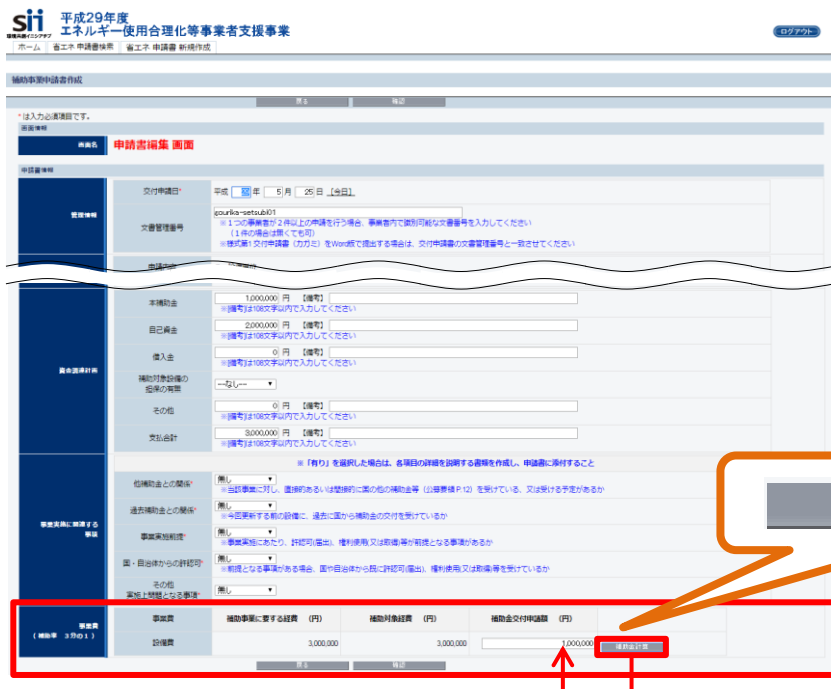 sii 平成29年度
環境共創イニシアチブ エネルギー使用合理化等事業者支援事業
ログアウト
ホーム 省エネ 申請書検索 省エネ 申請書 新規作成
補助事業申請書作成
戻る 確認
*は入力必須項目です。
画面情報
画面名 申請書編集 画面
申請書情報
管理情報
交付申請日* 平成 年 5 月 25 日 [今日]
文書管理番号
gourika-setsubi01
※１つの事業者が２件以上の申請を行う場合、事業者内で識別可能な文書番号を入力してください
（１件の場合は無くても可）
※様式第1 交付申請書（カガミ）をWord版で提出する場合は、交付申請書の文書管理番号と一致させてください
資金調達計画
本補助金 1,000,000 円 【備考】
※[備考]は108文字以内で入力してください
自己資金 2,000,000 円 【備考】
※[備考]は108文字以内で入力してください
借入金 0 円 【備考】
※[備考]は108文字以内で入力してください
補助対象設備の
担保の有無 --なし--
その他 0 円 【備考】
※[備考]は108文字以内で入力してください
支払合計 3,000,000 円 【備考】
※[備考]は108文字以内で入力してください
事業実施に関連する
事項
※「有り」を選択した場合は、各項目の詳細を説明する書類を作成し、申請書に添付すること
他補助金との関係* 無し
※当該事業に対し、直接的あるいは間接的に国の他の補助金等（公募要領 P.12）を受けている、又は受ける予定があるか
過去補助金との関係* 無し
※今回更新する前の設備に、過去に国から補助金の交付を受けているか
事業実施前提* 無し
※事業実施にあたり、許認可(届出)、権利使用(又は取得)等が前提となる事項があるか
国・自治体からの許認可* 無し
※前提となる事項がある場合、国や自治体から既に許認可(届出)、権利使用(又は取得)等を受けているか
その他
実施上問題となる事項* 無し
事業費
（補助率 3分の1）
事業費 補助事業に要する経費 （円） 補助対象経費 （円） 補助金交付申請額 （円）
設備費 3,000,000 3,000,000 1,000,000 補助金計算
戻る 確認